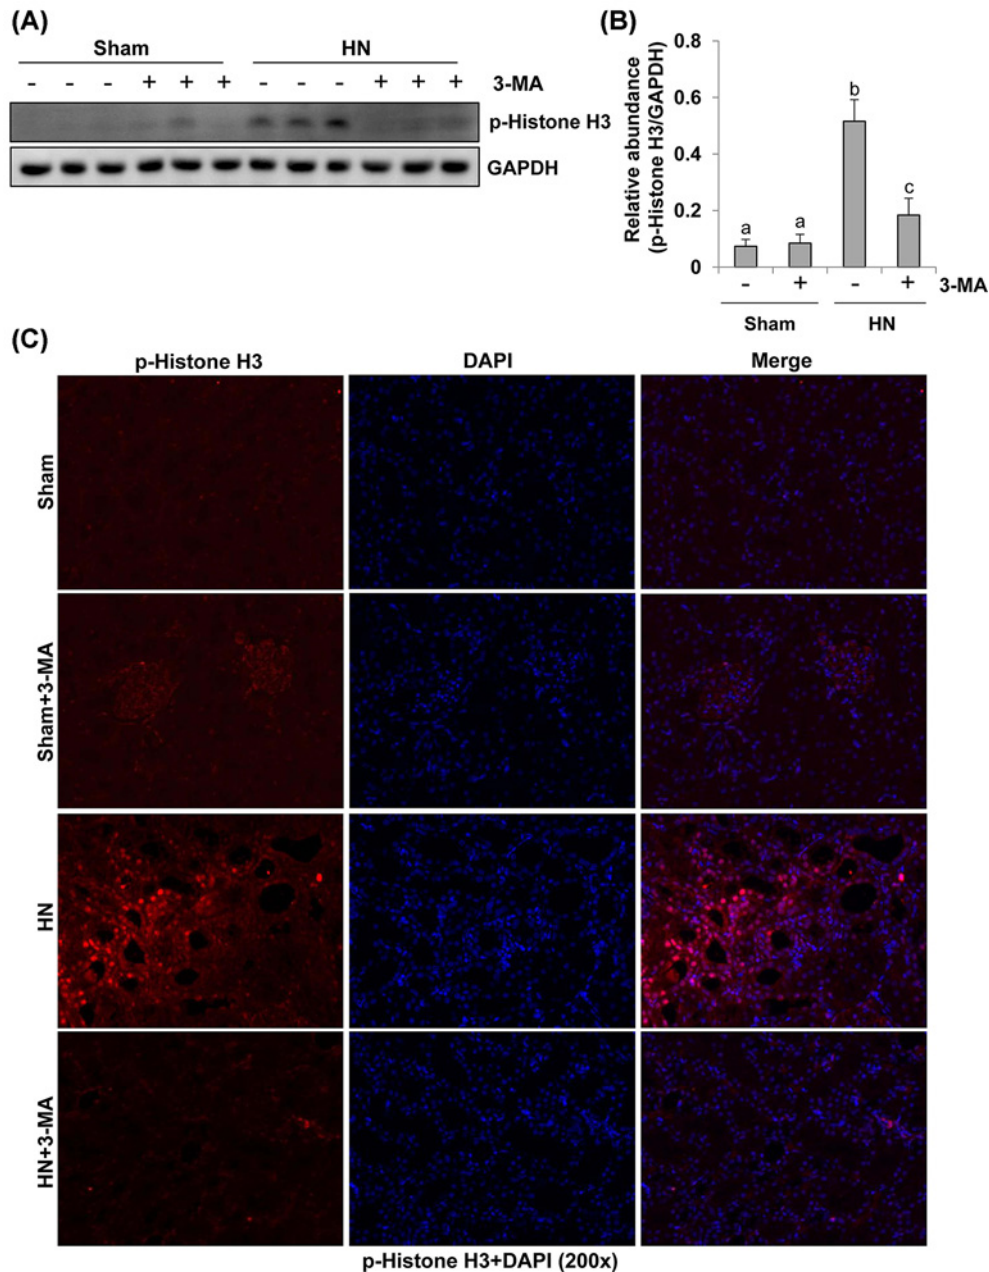 (A)
Sham HN
- - - + + + - - - + + + 3-MA
p-Histone H3
GAPDH
(B)
Relative abundance
(p-Histone H3/GAPDH)
0.8
0.6
0.4
0.2
0
a a b c
- + - + 3-MA
Sham HN
(C)
p-Histone H3 DAPI Merge
Sham
Sham+3-MA
HN
HN+3-MA
p-Histone H3+DAPI (200x)